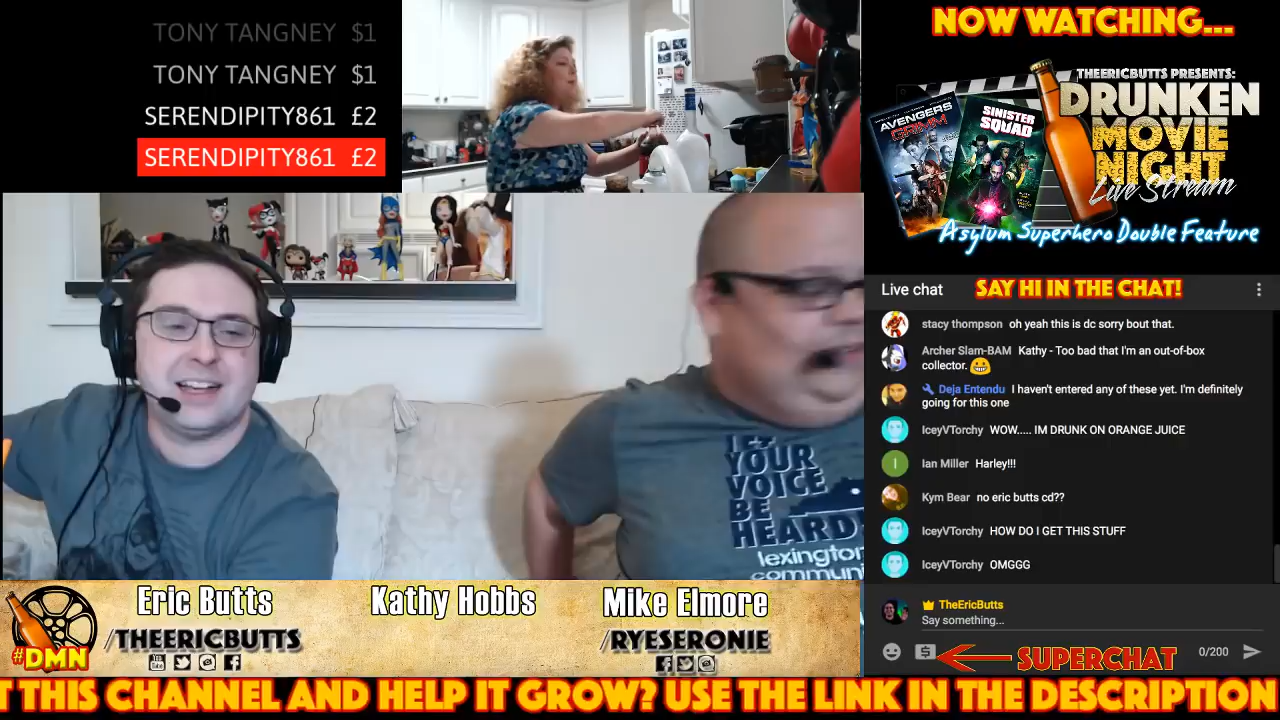 TONY TANGNEY $1
TONY TANGNEY $1
SERENDIPITY861 £2
SERENDIPITY861 £2
NOW WATCHING...
THEERICBUTTS PRESENTS:
DRUNKEN
MOVIE
NIGHT
Live Stream
AVENGERS
GRIMM
SINISTER
SQUAD
Asylum Superhero Double Feature
Live chat
SAY HI IN THE CHAT!
stacy thompson oh yeah this is dc sorry bout that.
Archer Slam-BAM Kathy - Too bad that I'm an out-of-box
collector. 😁
Deja Entendu I haven't entered any of these yet. I'm definitely
going for this one
IceyVTorchy WOW..... IM DRUNK ON ORANGE JUICE
I
Ian Miller Harley!!!
Kym Bear no eric butts cd??
IceyVTorchy HOW DO I GET THIS STUFF
IceyVTorchy OMGGG
TheEricButts
Say something...
SUPERCHAT
0/200
LET
YOUR
VOICE
BE
HEARD
lexington
communi
Eric Butts
/THEERICBUTTS
Kathy Hobbs
Mike Elmore
/RYESERONIE
#DMN
T THIS CHANNEL AND HELP IT GROW? USE THE LINK IN THE DESCRIPTION